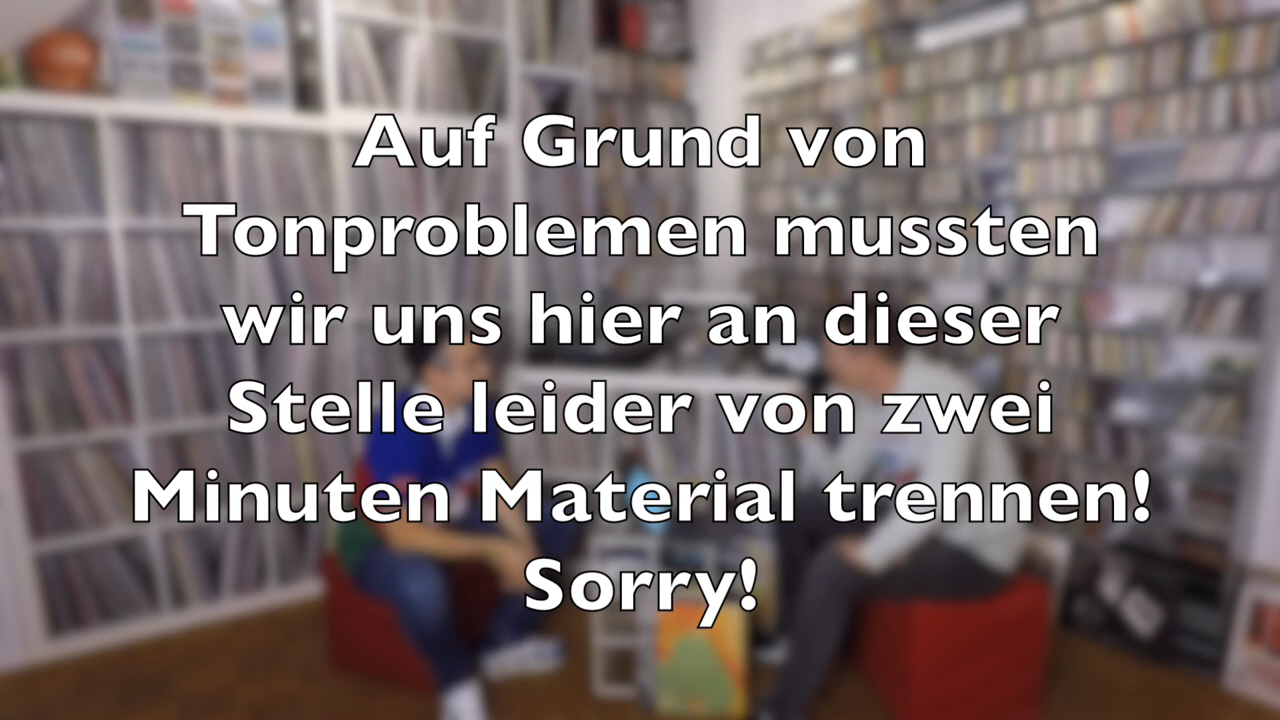 Auf Grund von
Tonproblemen mussten
wir uns hier an dieser
Stelle leider von zwei
Minuten Material trennen!
Sorry!